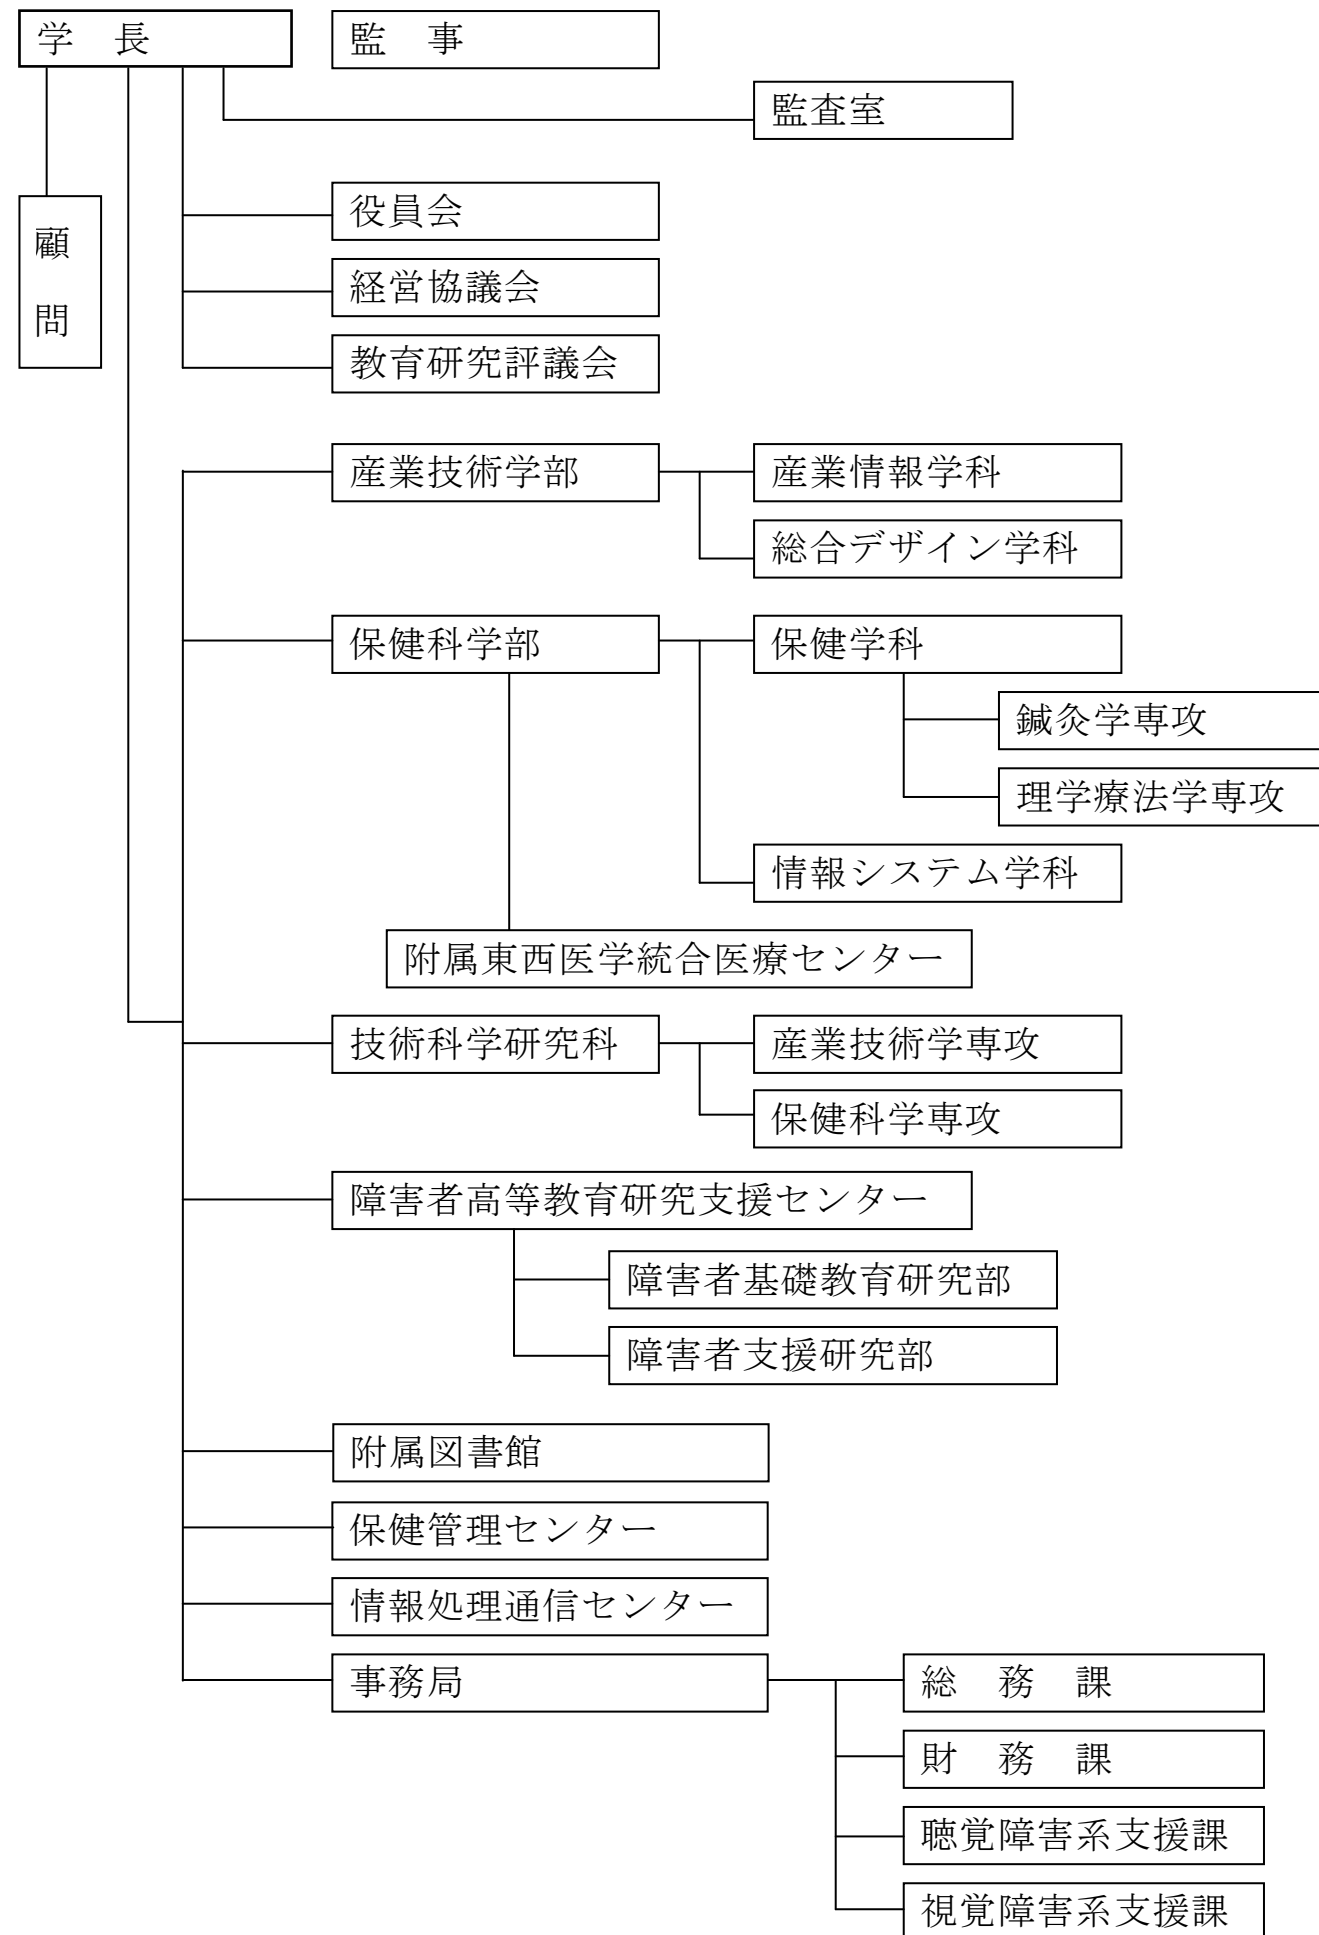 学　長
監　事
監査室
顧問
役員会
経営協議会
教育研究評議会
産業技術学部
産業情報学科
総合デザイン学科
保健科学部
保健学科
鍼灸学専攻
理学療法学専攻
情報システム学科
附属東西医学統合医療センター
技術科学研究科
産業技術学専攻
保健科学専攻
障害者高等教育研究支援センター
障害者基礎教育研究部
障害者支援研究部
附属図書館
保健管理センター
情報処理通信センター
事務局
総　務　課
財　務　課
聴覚障害系支援課
視覚障害系支援課